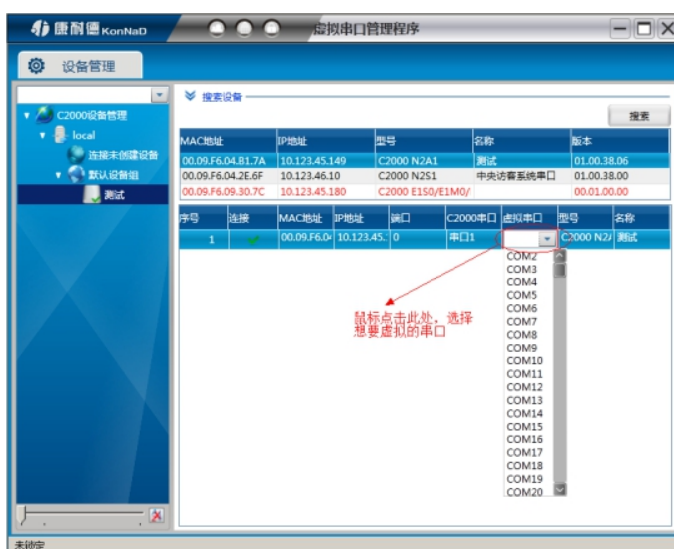 康耐德 KonNaD
虚拟串口管理程序
设备管理
搜索设备
搜索
C2000设备管理
local
连接未创建设备
默认设备组
测试
MAC地址 IP地址 型号 名称 版本
00.09.F6.04.81.7A 10.123.45.149 C2000 N2A1 测试 01.00.38.06
00.09.F6.04.2E.6F 10.123.46.10 C2000 N2S1 中央访客系统串口 01.00.38.00
00.09.F6.09.30.7C 10.123.45.180 C2000 E1S0/E1M0/ 00.01.00.00
序号 连接 MAC地址 IP地址 端口 C2000串口 虚拟串口 型号 名称
1 00.09.F6.0 10.123.45. 0 串口1 C2000 N2 测试
COM2
COM3
COM4
COM5
COM6
COM7
COM8
COM9
COM10
COM11
COM12
COM13
COM14
COM15
COM16
COM17
COM18
COM19
COM20
鼠标点击此处，选择
想要虚拟的串口
未锁定